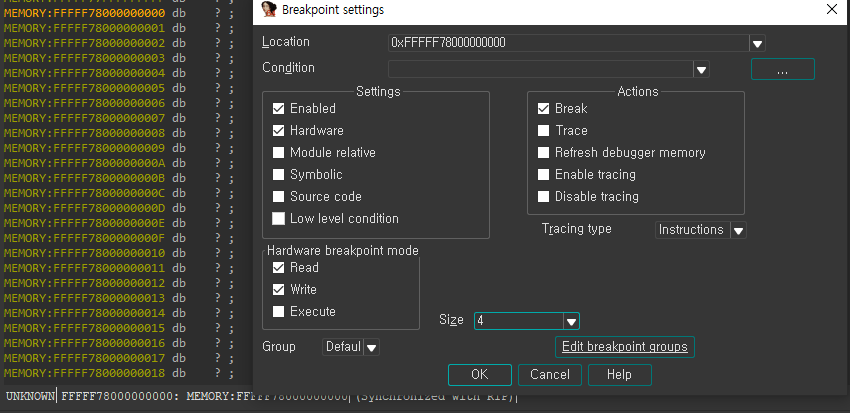 MEMORY:FFFFF78000000000 db ? ;
MEMORY:FFFFF78000000001 db ? ;
MEMORY:FFFFF78000000002 db ? ;
MEMORY:FFFFF78000000003 db ? ;
MEMORY:FFFFF78000000004 db ? ;
MEMORY:FFFFF78000000005 db ? ;
MEMORY:FFFFF78000000006 db ? ;
MEMORY:FFFFF78000000007 db ? ;
MEMORY:FFFFF78000000008 db ? ;
MEMORY:FFFFF78000000009 db ? ;
MEMORY:FFFFF7800000000A db ? ;
MEMORY:FFFFF7800000000B db ? ;
MEMORY:FFFFF7800000000C db ? ;
MEMORY:FFFFF7800000000D db ? ;
MEMORY:FFFFF7800000000E db ? ;
MEMORY:FFFFF7800000000F db ? ;
MEMORY:FFFFF78000000010 db ? ;
MEMORY:FFFFF78000000011 db ? ;
MEMORY:FFFFF78000000012 db ? ;
MEMORY:FFFFF78000000013 db ? ;
MEMORY:FFFFF78000000014 db ? ;
MEMORY:FFFFF78000000015 db ? ;
MEMORY:FFFFF78000000016 db ? ;
MEMORY:FFFFF78000000017 db ? ;
MEMORY:FFFFF78000000018 db ? ;
Breakpoint settings
Location 0xFFFFF78000000000
Condition ...
Settings
Enabled
Hardware
Module relative
Symbolic
Source code
Low level condition
Actions
Break
Trace
Refresh debugger memory
Enable tracing
Disable tracing
Tracing type Instructions
Hardware breakpoint mode
Read
Write
Execute
Size 4
Group Defaul
Edit breakpoint groups
OK Cancel Help
UNKNOWN FFFFF78000000000: MEMORY:FFFFF78000000000 (Synchronized with RIP)